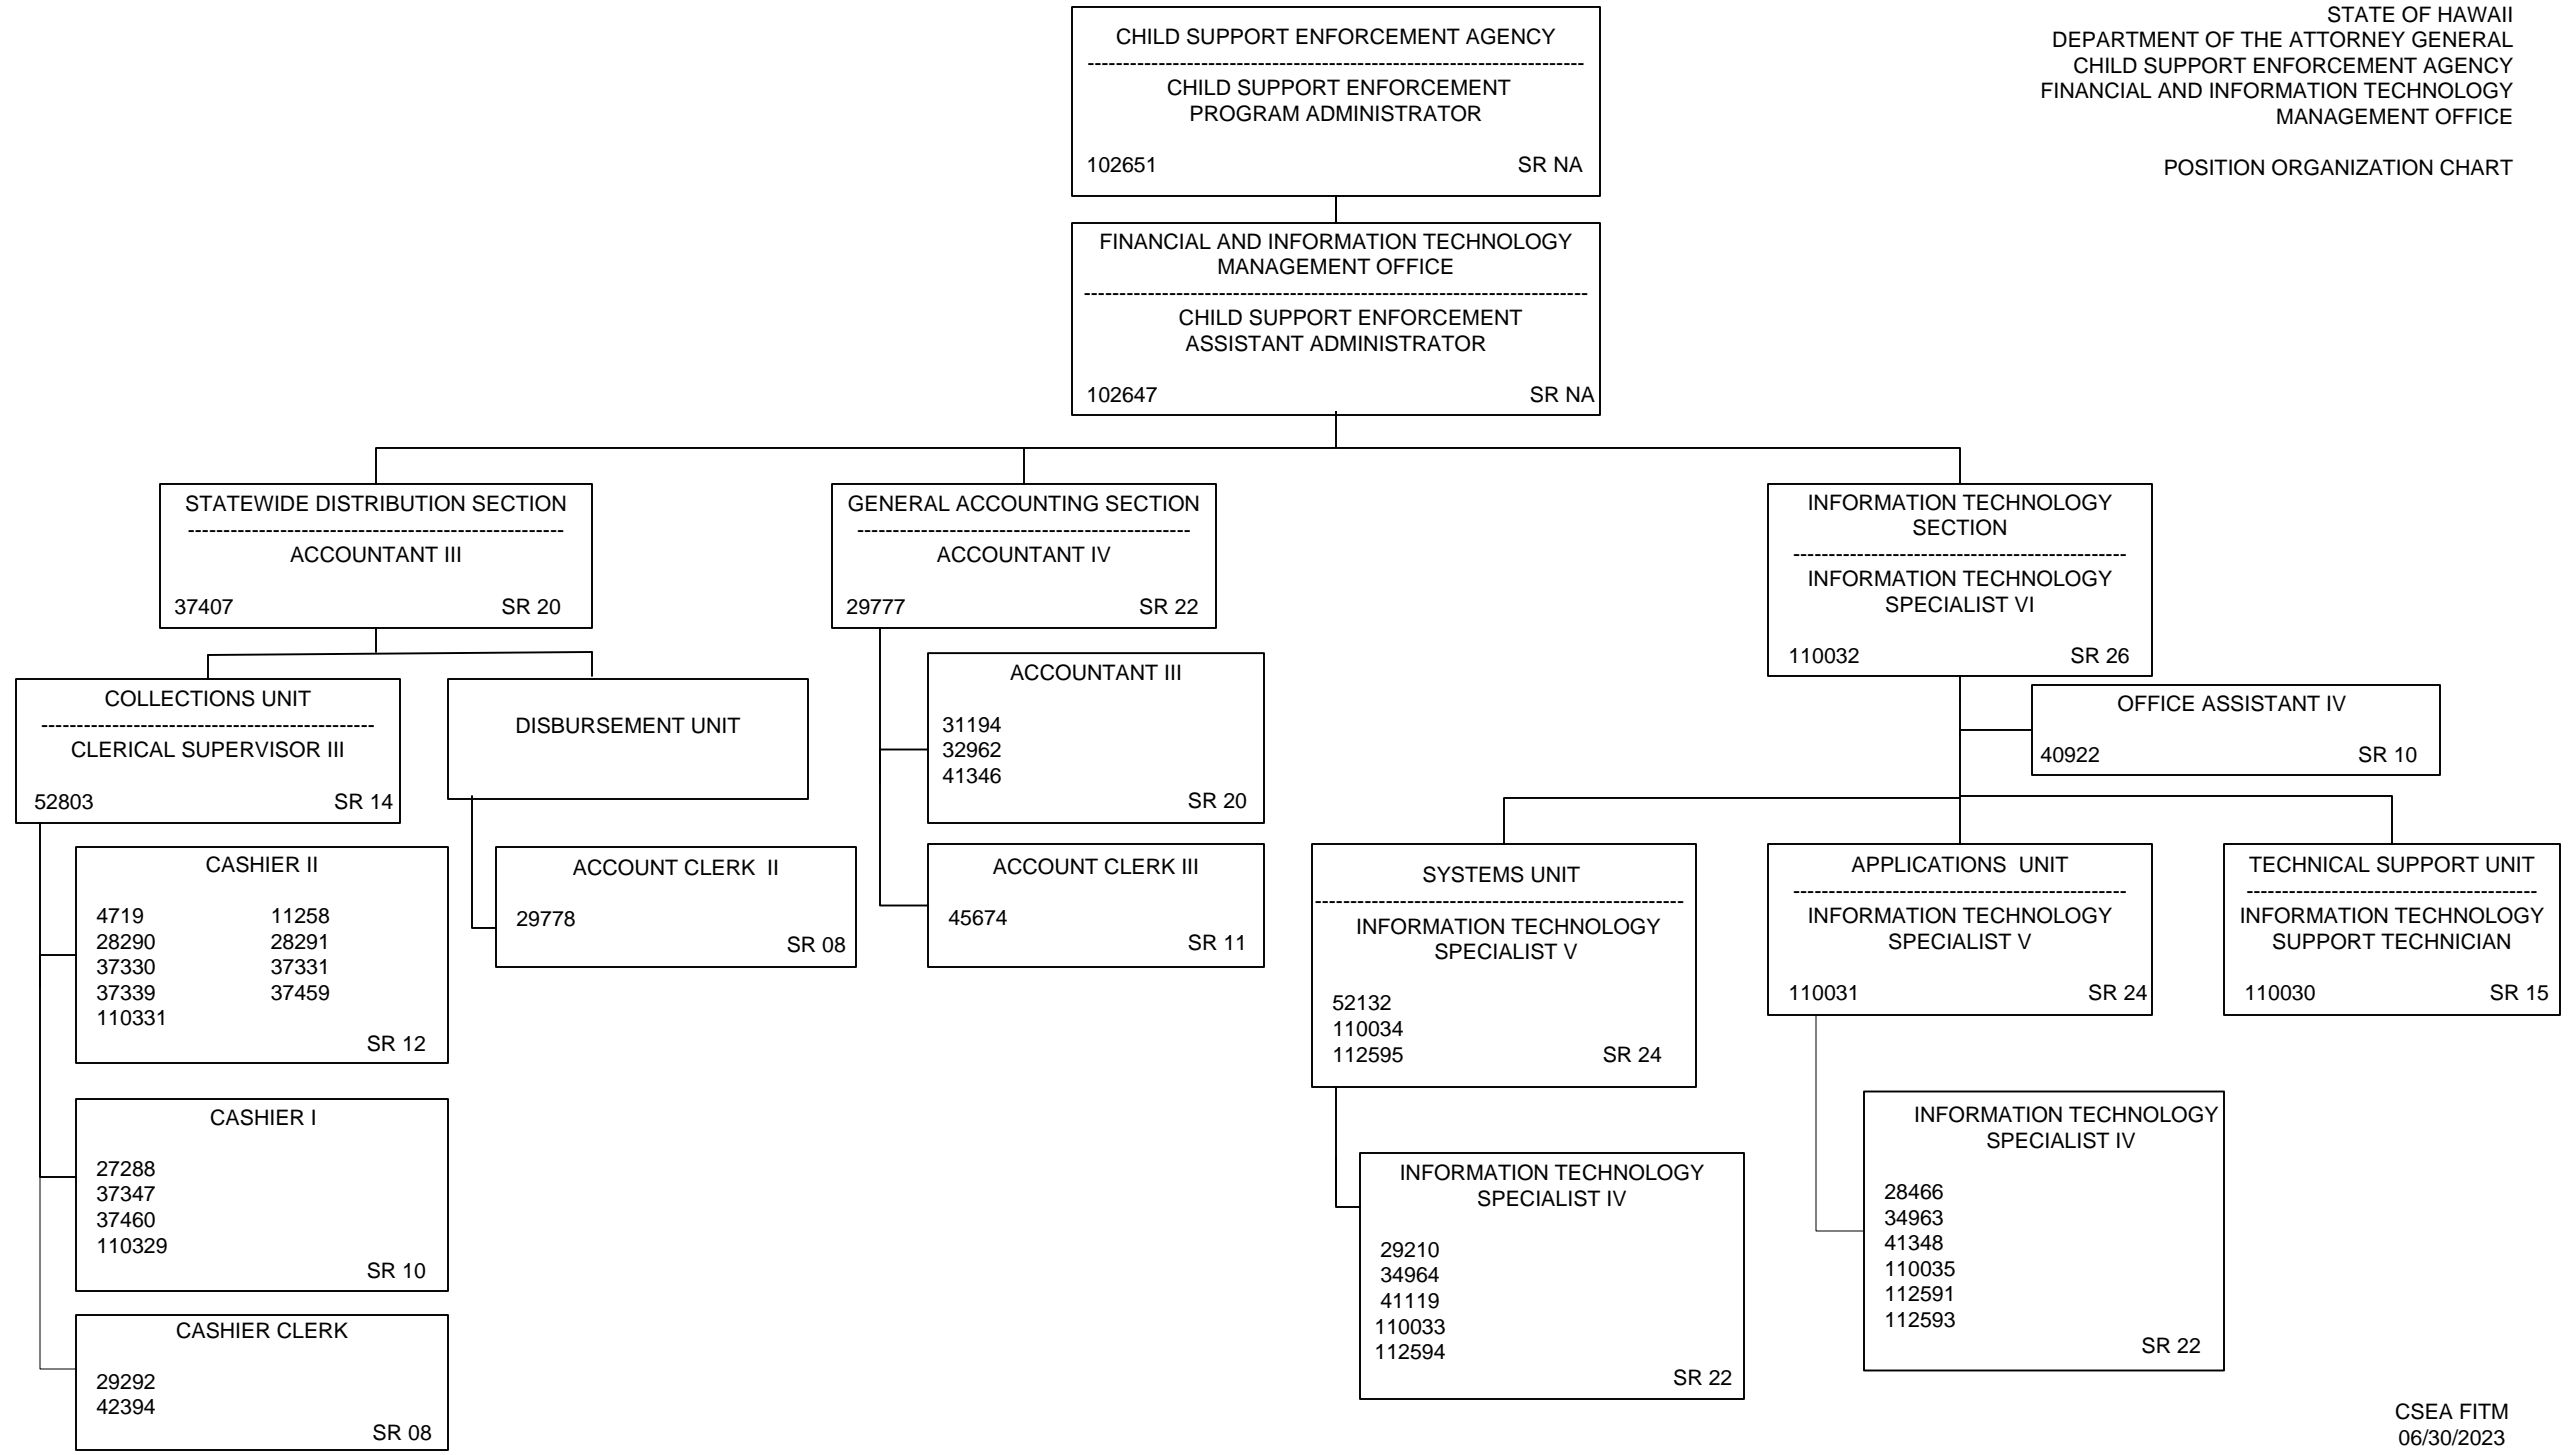 STATE OF HAWAII
DEPARTMENT OF THE ATTORNEY GENERAL
CHILD SUPPORT ENFORCEMENT AGENCY
FINANCIAL AND INFORMATION TECHNOLOGY
MANAGEMENT OFFICE
POSITION ORGANIZATION CHART
CHILD SUPPORT ENFORCEMENT AGENCY
CHILD SUPPORT ENFORCEMENT
PROGRAM ADMINISTRATOR
102651 SR NA
FINANCIAL AND INFORMATION TECHNOLOGY
MANAGEMENT OFFICE
CHILD SUPPORT ENFORCEMENT
ASSISTANT ADMINISTRATOR
102647 SR NA
STATEWIDE DISTRIBUTION SECTION
ACCOUNTANT III
37407 SR 20
COLLECTIONS UNIT
CLERICAL SUPERVISOR III
52803 SR 14
CASHIER II
4719 11258
28290 28291
37330 37331
37339 37459
110331
SR 12
CASHIER I
27288
37347
37460
110329
SR 10
CASHIER CLERK
29292
42394
SR 08
DISBURSEMENT UNIT
ACCOUNT CLERK II
29778
SR 08
GENERAL ACCOUNTING SECTION
ACCOUNTANT IV
29777 SR 22
ACCOUNTANT III
31194
32962
41346
SR 20
ACCOUNT CLERK III
45674
SR 11
INFORMATION TECHNOLOGY
SECTION
INFORMATION TECHNOLOGY
SPECIALIST VI
110032 SR 26
OFFICE ASSISTANT IV
40922 SR 10
SYSTEMS UNIT
INFORMATION TECHNOLOGY
SPECIALIST V
52132
110034
112595 SR 24
INFORMATION TECHNOLOGY
SPECIALIST IV
29210
34964
41119
110033
112594
SR 22
APPLICATIONS UNIT
INFORMATION TECHNOLOGY
SPECIALIST V
110031 SR 24
INFORMATION TECHNOLOGY
SPECIALIST IV
28466
34963
41348
110035
112591
112593
SR 22
TECHNICAL SUPPORT UNIT
INFORMATION TECHNOLOGY
SUPPORT TECHNICIAN
110030 SR 15
CSEA FITM
06/30/2023